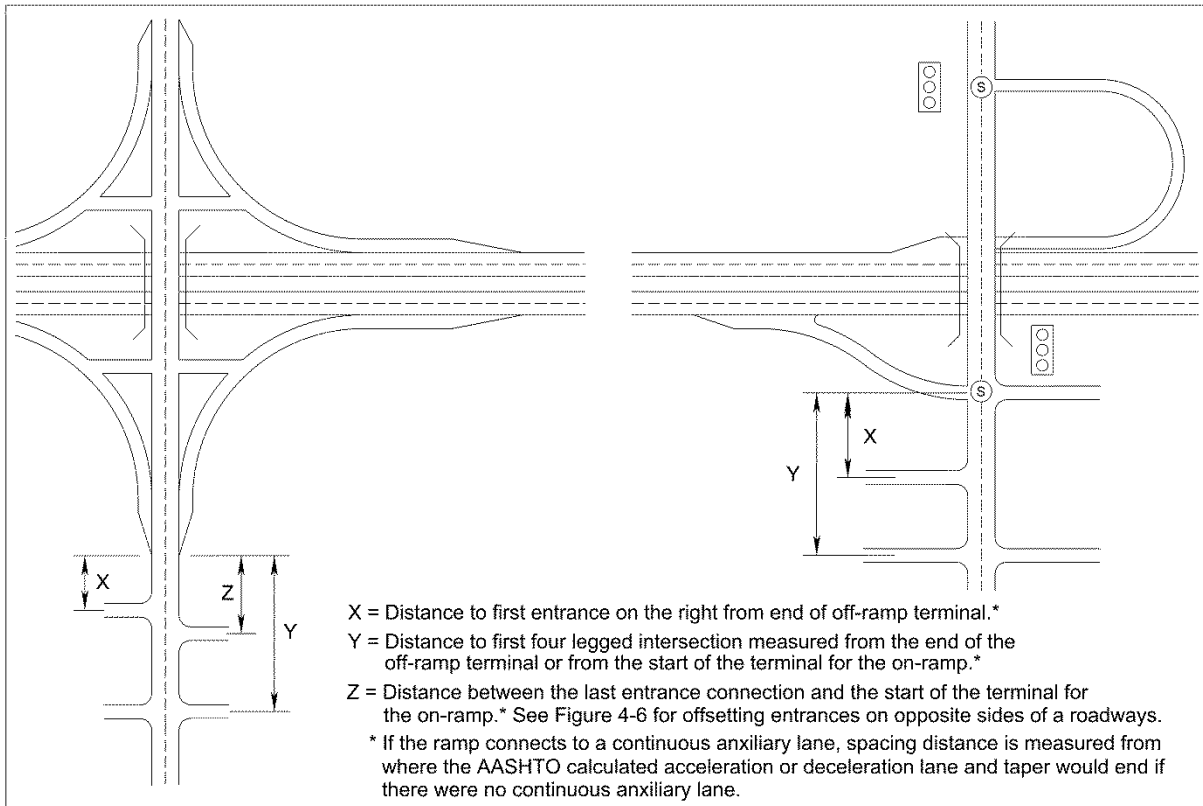 S
S
X
Y
X
Z
Y
X = Distance to first entrance on the right from end of off-ramp terminal.*
Y = Distance to first four legged intersection measured from the end of the
off-ramp terminal or from the start of the terminal for the on-ramp.*
Z = Distance between the last entrance connection and the start of the terminal for
the on-ramp.* See Figure 4-6 for offsetting entrances on opposite sides of a roadways.
* If the ramp connects to a continuous anxiliary lane, spacing distance is measured from
where the AASHTO calculated acceleration or deceleration lane and taper would end if
there were no continuous anxiliary lane.